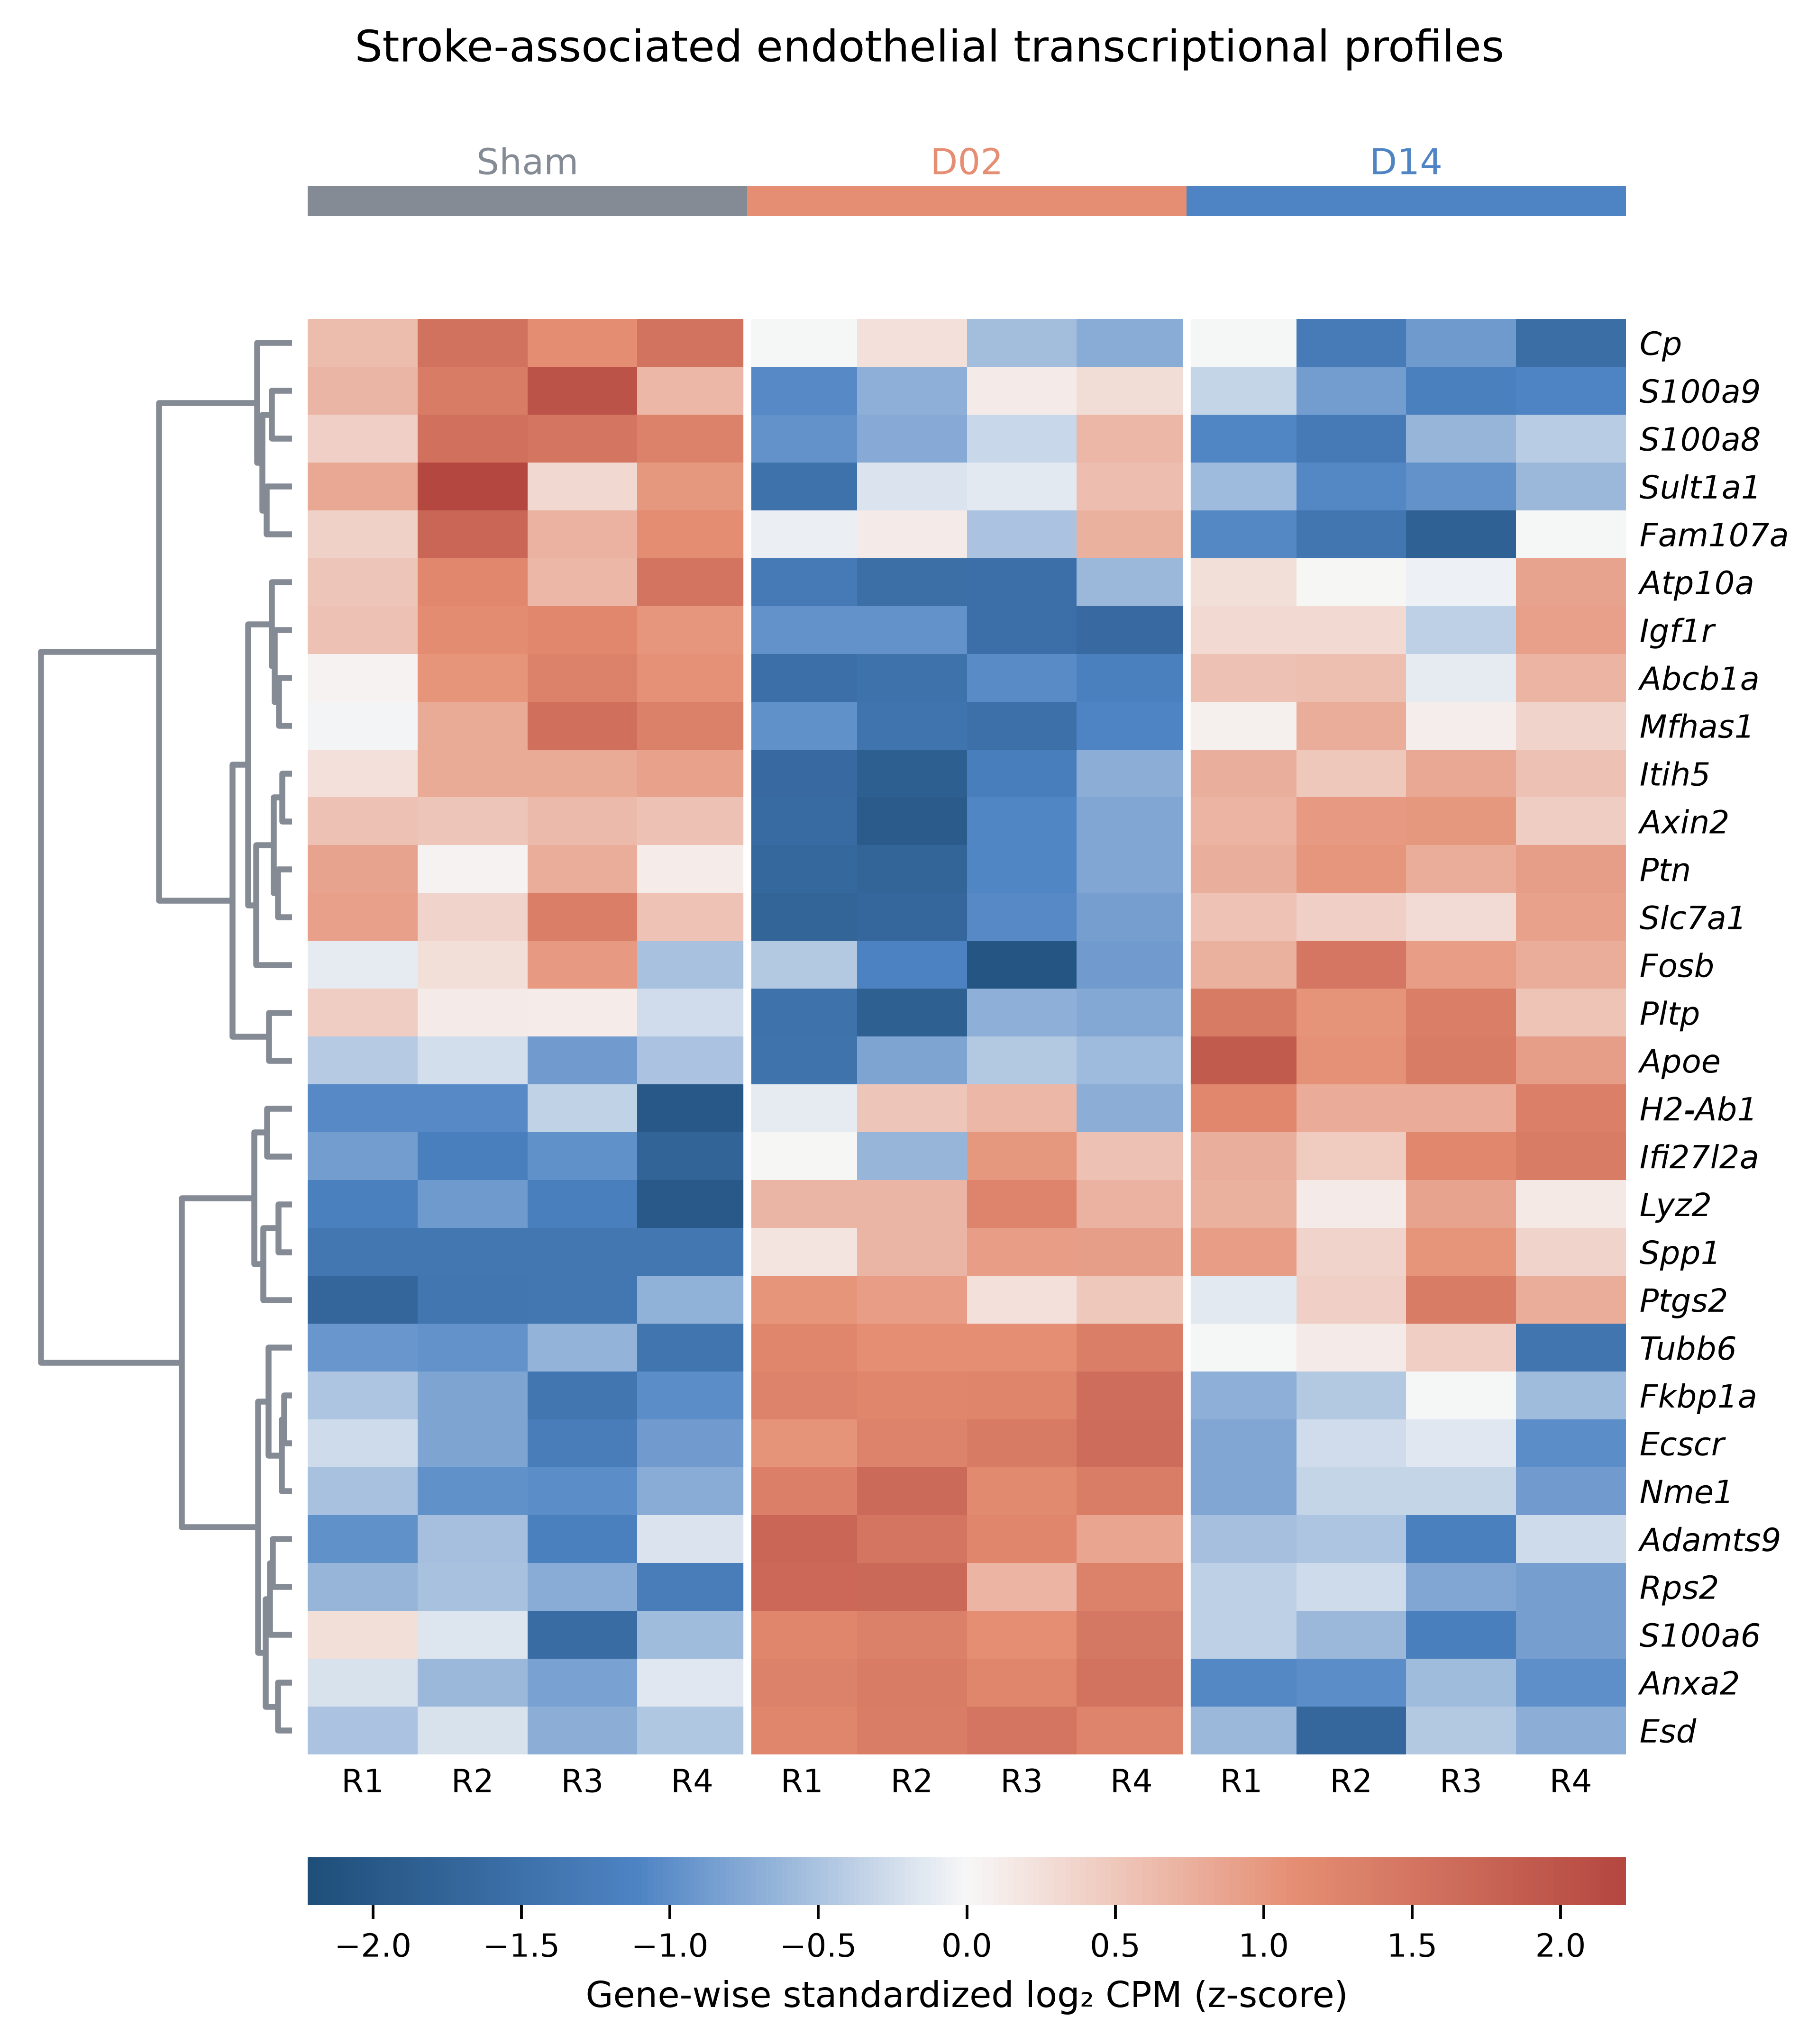 Stroke-associated endothelial transcriptional profiles
Sham D02 D14
Cp
S100a9
S100a8
Sult1a1
Fam107a
Atp10a
Igf1r
Abcb1a
Mfhas1
Itih5
Axin2
Ptn
Slc7a1
Fosb
Pltp
Apoe
H2-Ab1
Ifi27l2a
Lyz2
Spp1
Ptgs2
Tubb6
Fkbp1a
Ecscr
Nme1
Adamts9
Rps2
S100a6
Anxa2
Esd
R1 R2 R3 R4 R1 R2 R3 R4 R1 R2 R3 R4
−2.0 −1.5 −1.0 −0.5 0.0 0.5 1.0 1.5 2.0
Gene-wise standardized log₂ CPM (z-score)